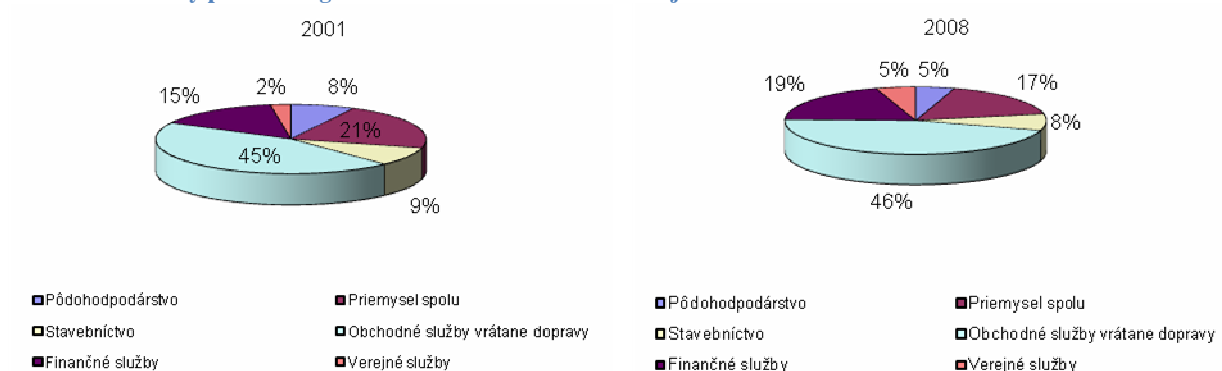 2001
2%
8%
15%
21%
45%
9%
Pôdohodpodárstvo
Priemysel spolu
Stavebníctvo
Obchodné služby vrátane dopravy
Finančné služby
Verejné služby
2008
5%
5%
19%
17%
8%
46%
Pôdohodpodárstvo
Priemysel spolu
Stavebníctvo
Obchodné služby vrátane dopravy
Finančné služby
Verejné služby